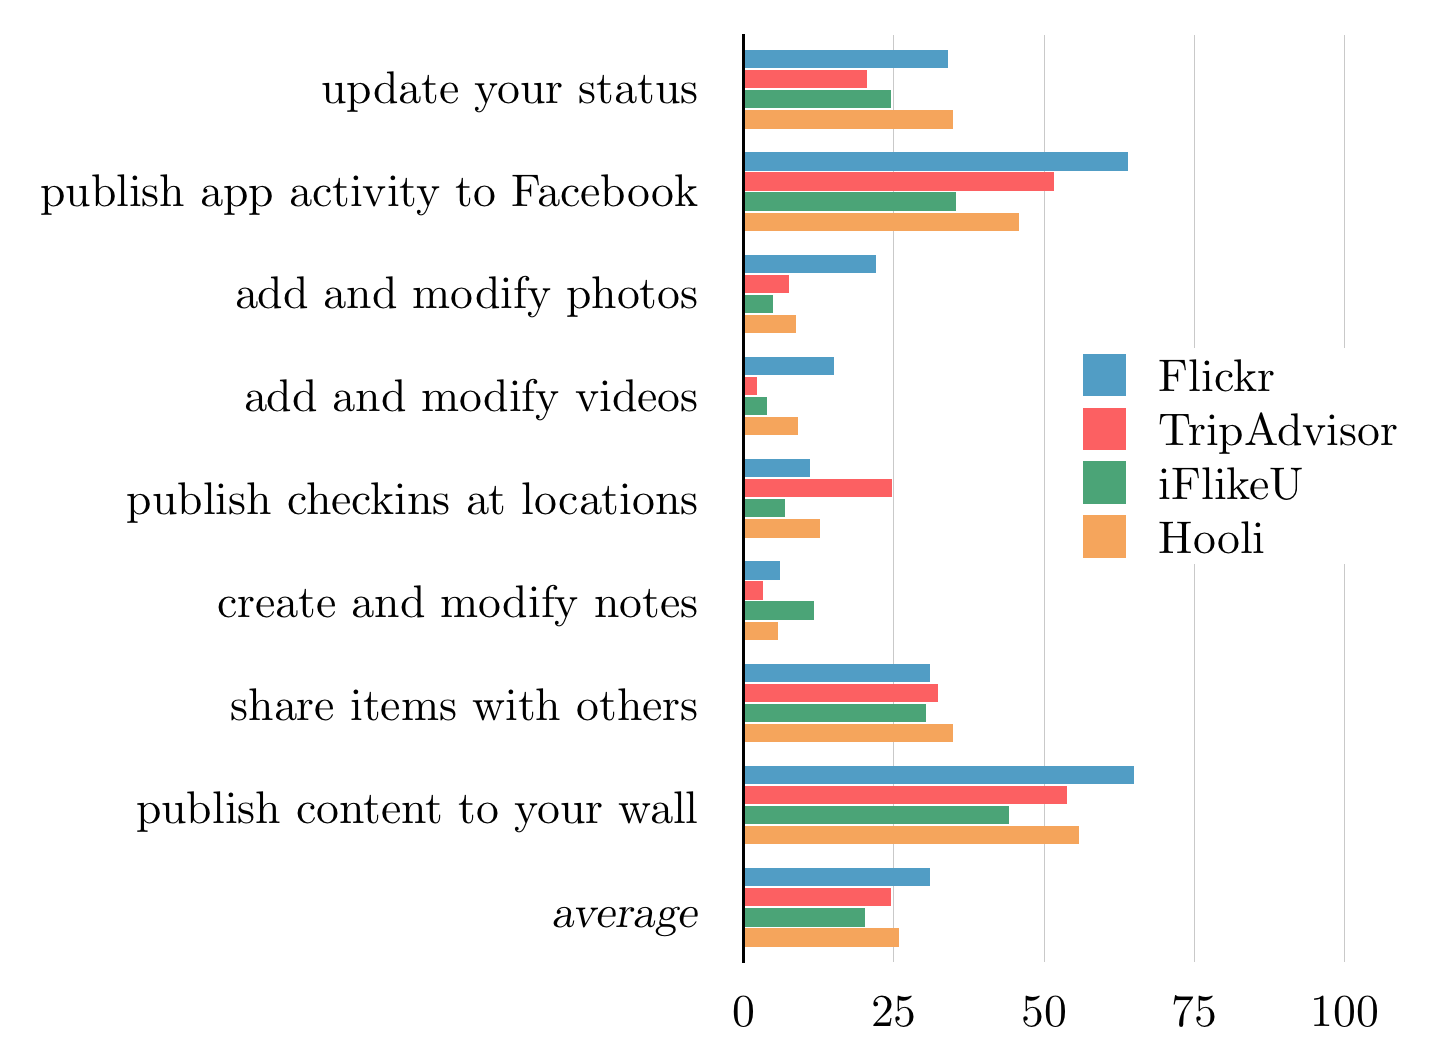 update your status
publish app activity to Facebook
add and modify photos
add and modify videos
publish checkins at locations
create and modify notes
share items with others
publish content to your wall
average
Flickr
TripAdvisor
iFlikeU
Hooli
0 25 50 75 100